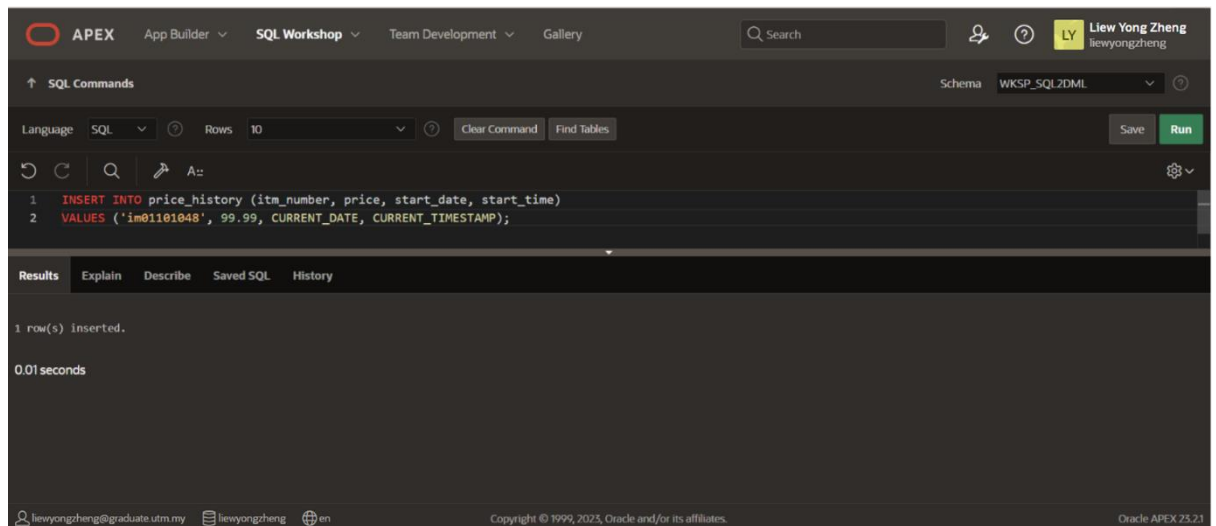 APEX App Builder SQL Workshop Team Development Gallery Search LY Liew Yong Zheng
liewyongzheng
SQL Commands Schema WKSP_SQL2DML
Language SQL Rows 10 Clear Command Find Tables Save Run
A::
1 INSERT INTO price_history (itm_number, price, start_date, start_time)
2 VALUES ('im01101048', 99.99, CURRENT_DATE, CURRENT_TIMESTAMP);
Results Explain Describe Saved SQL History
1 row(s) inserted.
0.01 seconds
liewyongzheng@graduate.utm.my liewyongzheng en Copyright © 1999, 2023, Oracle and/or its affiliates. Oracle APEX 23.2.1